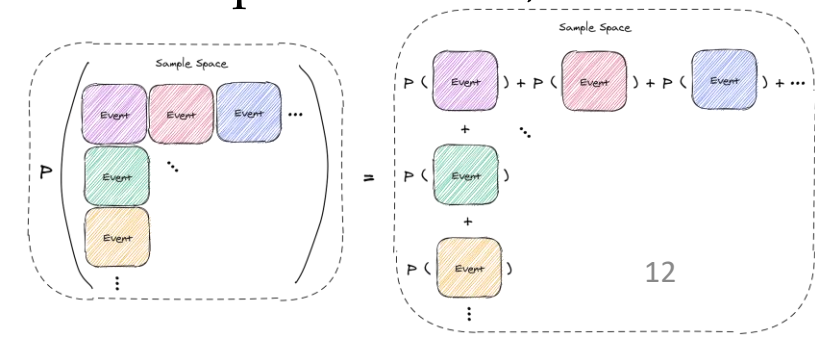 Sample Space
P ( Event Event Event ...
Event ⋱
Event
⋮ )
=
Sample Space
P ( Event ) + P ( Event ) + P ( Event ) + ...
+ ⋱
P ( Event )
+
P ( Event )
⋮
12